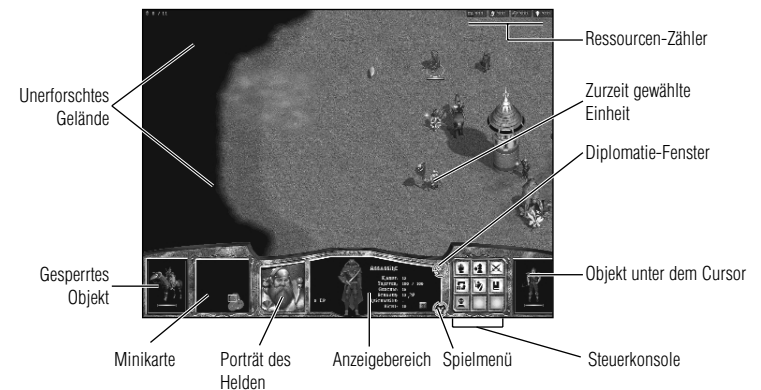 Ressourcen-Zähler
Unerforschtes
Gelände
Zurzeit gewählte
Einheit
Diplomatie-Fenster
Gesperrtes
Objekt
Objekt unter dem Cursor
Minikarte
Porträt des
Helden
Anzeigebereich
Spielmenü
Steuerkonsole